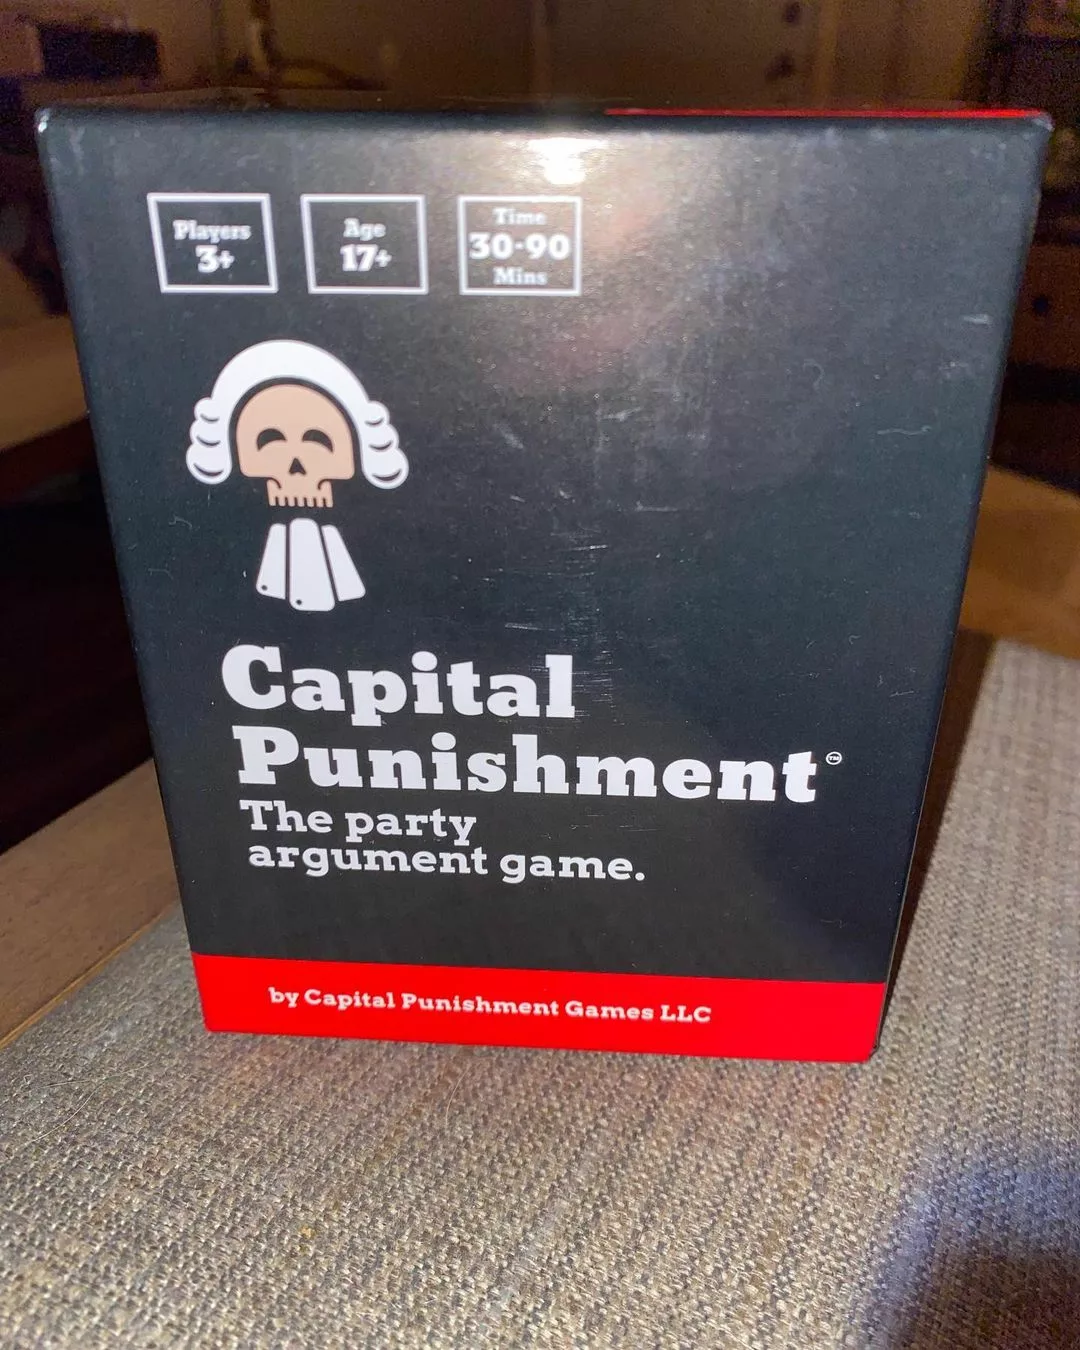 Players
3+
Age
17+
Time
30-90
Mins
Capital
Punishment™
The party
argument game.
by Capital Punishment Games LLC